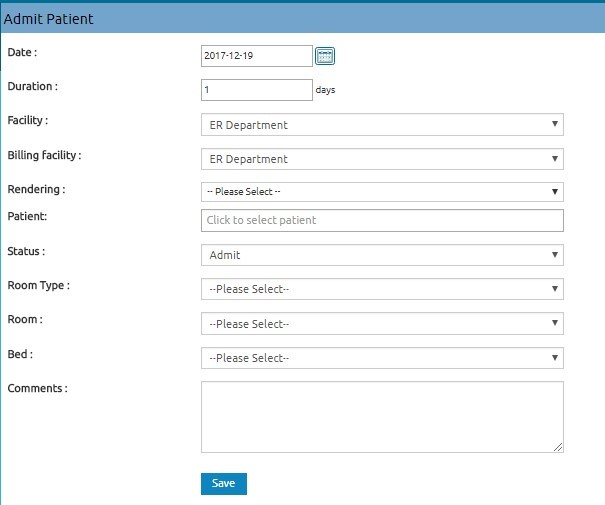 Admit Patient
Date : 2017-12-19
Duration : 1 days
Facility : ER Department
Billing facility : ER Department
Rendering : -- Please Select --
Patient: Click to select patient
Status : Admit
Room Type : --Please Select--
Room : --Please Select--
Bed : --Please Select--
Comments :
Save